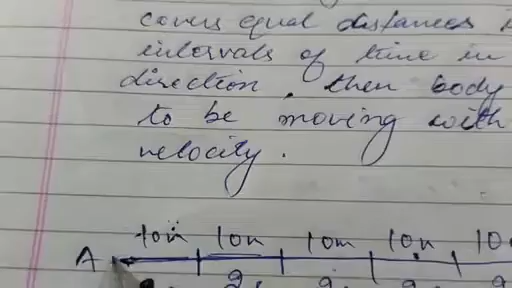 covers equal distances
intervals of time in
direction. then body
to be moving with
velocity.
10m 10m 10m 10m 10
A